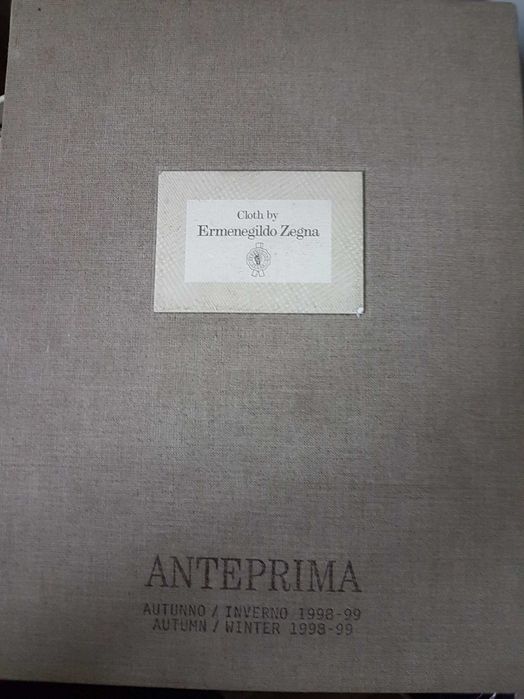 Cloth by
Ermenegildo Zegna
ANTEPRIMA
AUTUNNO / INVERNO 1998-99
AUTUMN / WINTER 1998-99